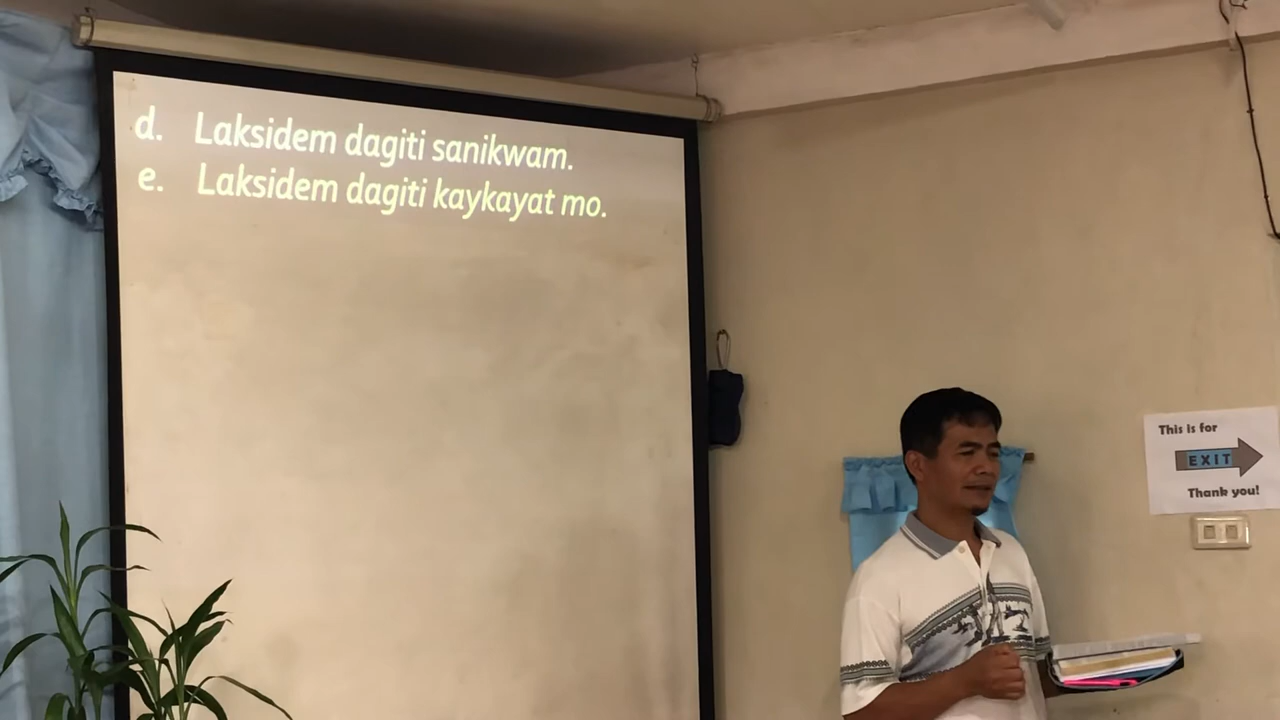 d. Laksidem dagiti sanikwam.
e. Laksidem dagiti kaykayat mo.
This is for
EXIT
Thank you!